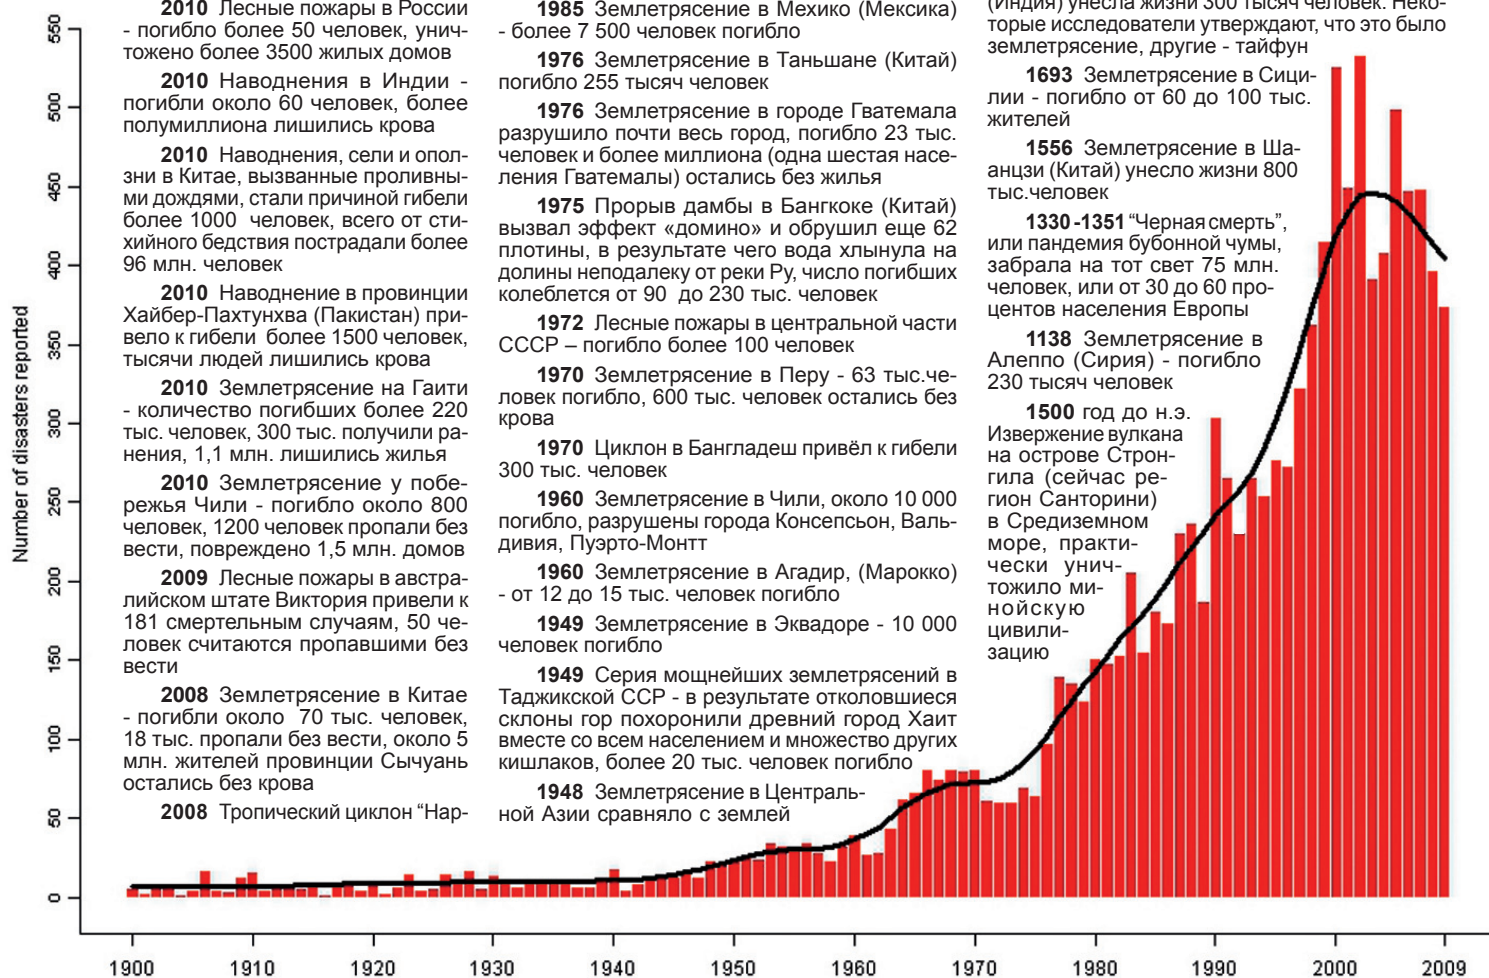 2010 Лесные пожары в России
- погибло более 50 человек, унич-
тожено более 3500 жилых домов
2010 Наводнения в Индии -
погибли около 60 человек, более
полумиллиона лишились крова
2010 Наводнения, сели и опол-
зни в Китае, вызванные проливны-
ми дождями, стали причиной гибели
более 1000 человек, всего от сти-
хийного бедствия пострадали более
96 млн. человек
2010 Наводнение в провинции
Хайбер-Пахтунхва (Пакистан) при-
вело к гибели более 1500 человек,
тысячи людей лишились крова
2010 Землетрясение на Гаити
- количество погибших более 220
тыс. человек, 300 тыс. получили ра-
нения, 1,1 млн. лишились жилья
2010 Землетрясение у побе-
режья Чили - погибло около 800
человек, 1200 человек пропали без
вести, повреждено 1,5 млн. домов
2009 Лесные пожары в австра-
лийском штате Виктория привели к
181 смертельным случаям, 50 че-
ловек считаются пропавшими без
вести
2008 Землетрясение в Китае
- погибли около 70 тыс. человек,
18 тыс. пропали без вести, около 5
млн. жителей провинции Сычуань
остались без крова
2008 Тропический циклон “Нар-
1985 Землетрясение в Мехико (Мексика)
- более 7 500 человек погибло
1976 Землетрясение в Таньшане (Китай)
погибло 255 тысяч человек
1976 Землетрясение в городе Гватемала
разрушило почти весь город, погибло 23 тыс.
человек и более миллиона (одна шестая насе-
ления Гватемалы) остались без жилья
1975 Прорыв дамбы в Бангкоке (Китай)
вызвал эффект «домино» и обрушил еще 62
плотины, в результате чего вода хлынула на
долины неподалеку от реки Ру, число погибших
колеблется от 90 до 230 тыс. человек
1972 Лесные пожары в центральной части
СССР – погибло более 100 человек
1970 Землетрясение в Перу - 63 тыс.че-
ловек погибло, 600 тыс. человек остались без
крова
1970 Циклон в Бангладеш привёл к гибели
300 тыс. человек
1960 Землетрясение в Чили, около 10 000
погибло, разрушены города Консепсьон, Валь-
дивия, Пуэрто-Монтт
1960 Землетрясение в Агадир, (Марокко)
- от 12 до 15 тыс. человек погибло
1949 Землетрясение в Эквадоре - 10 000
человек погибло
1949 Серия мощнейших землетрясений в
Таджикской ССР - в результате отколовшиеся
склоны гор похоронили древний город Хаит
вместе со всем населением и множество других
кишлаков, более 20 тыс. человек погибло
1948 Землетрясение в Централь-
ной Азии сравняло с землей
(Индия) унесла жизни 300 тысяч человек. Неко-
торые исследователи утверждают, что это было
землетрясение, другие - тайфун
1693 Землетрясение в Сици-
лии - погибло от 60 до 100 тыс.
жителей
1556 Землетрясение в Ша-
анцзи (Китай) унесло жизни 800
тыс.человек
1330-1351 “Черная смерть”,
или пандемия бубонной чумы,
забрала на тот свет 75 млн.
человек, или от 30 до 60 про-
центов населения Европы
1138 Землетрясение в
Алеппо (Сирия) - погибло
230 тысяч человек
1500 год до н.э.
Извержение вулкана
на острове Строн-
гила (сейчас ре-
гион Санторини)
в Средиземном
море, практи-
чески унич-
тожило ми-
нойскую
цивили-
зацию
Number of disasters reported
550
500
450
400
350
300
250
200
150
100
50
0
1900 1910 1920 1930 1940 1950 1960 1970 1980 1990 2000 2009